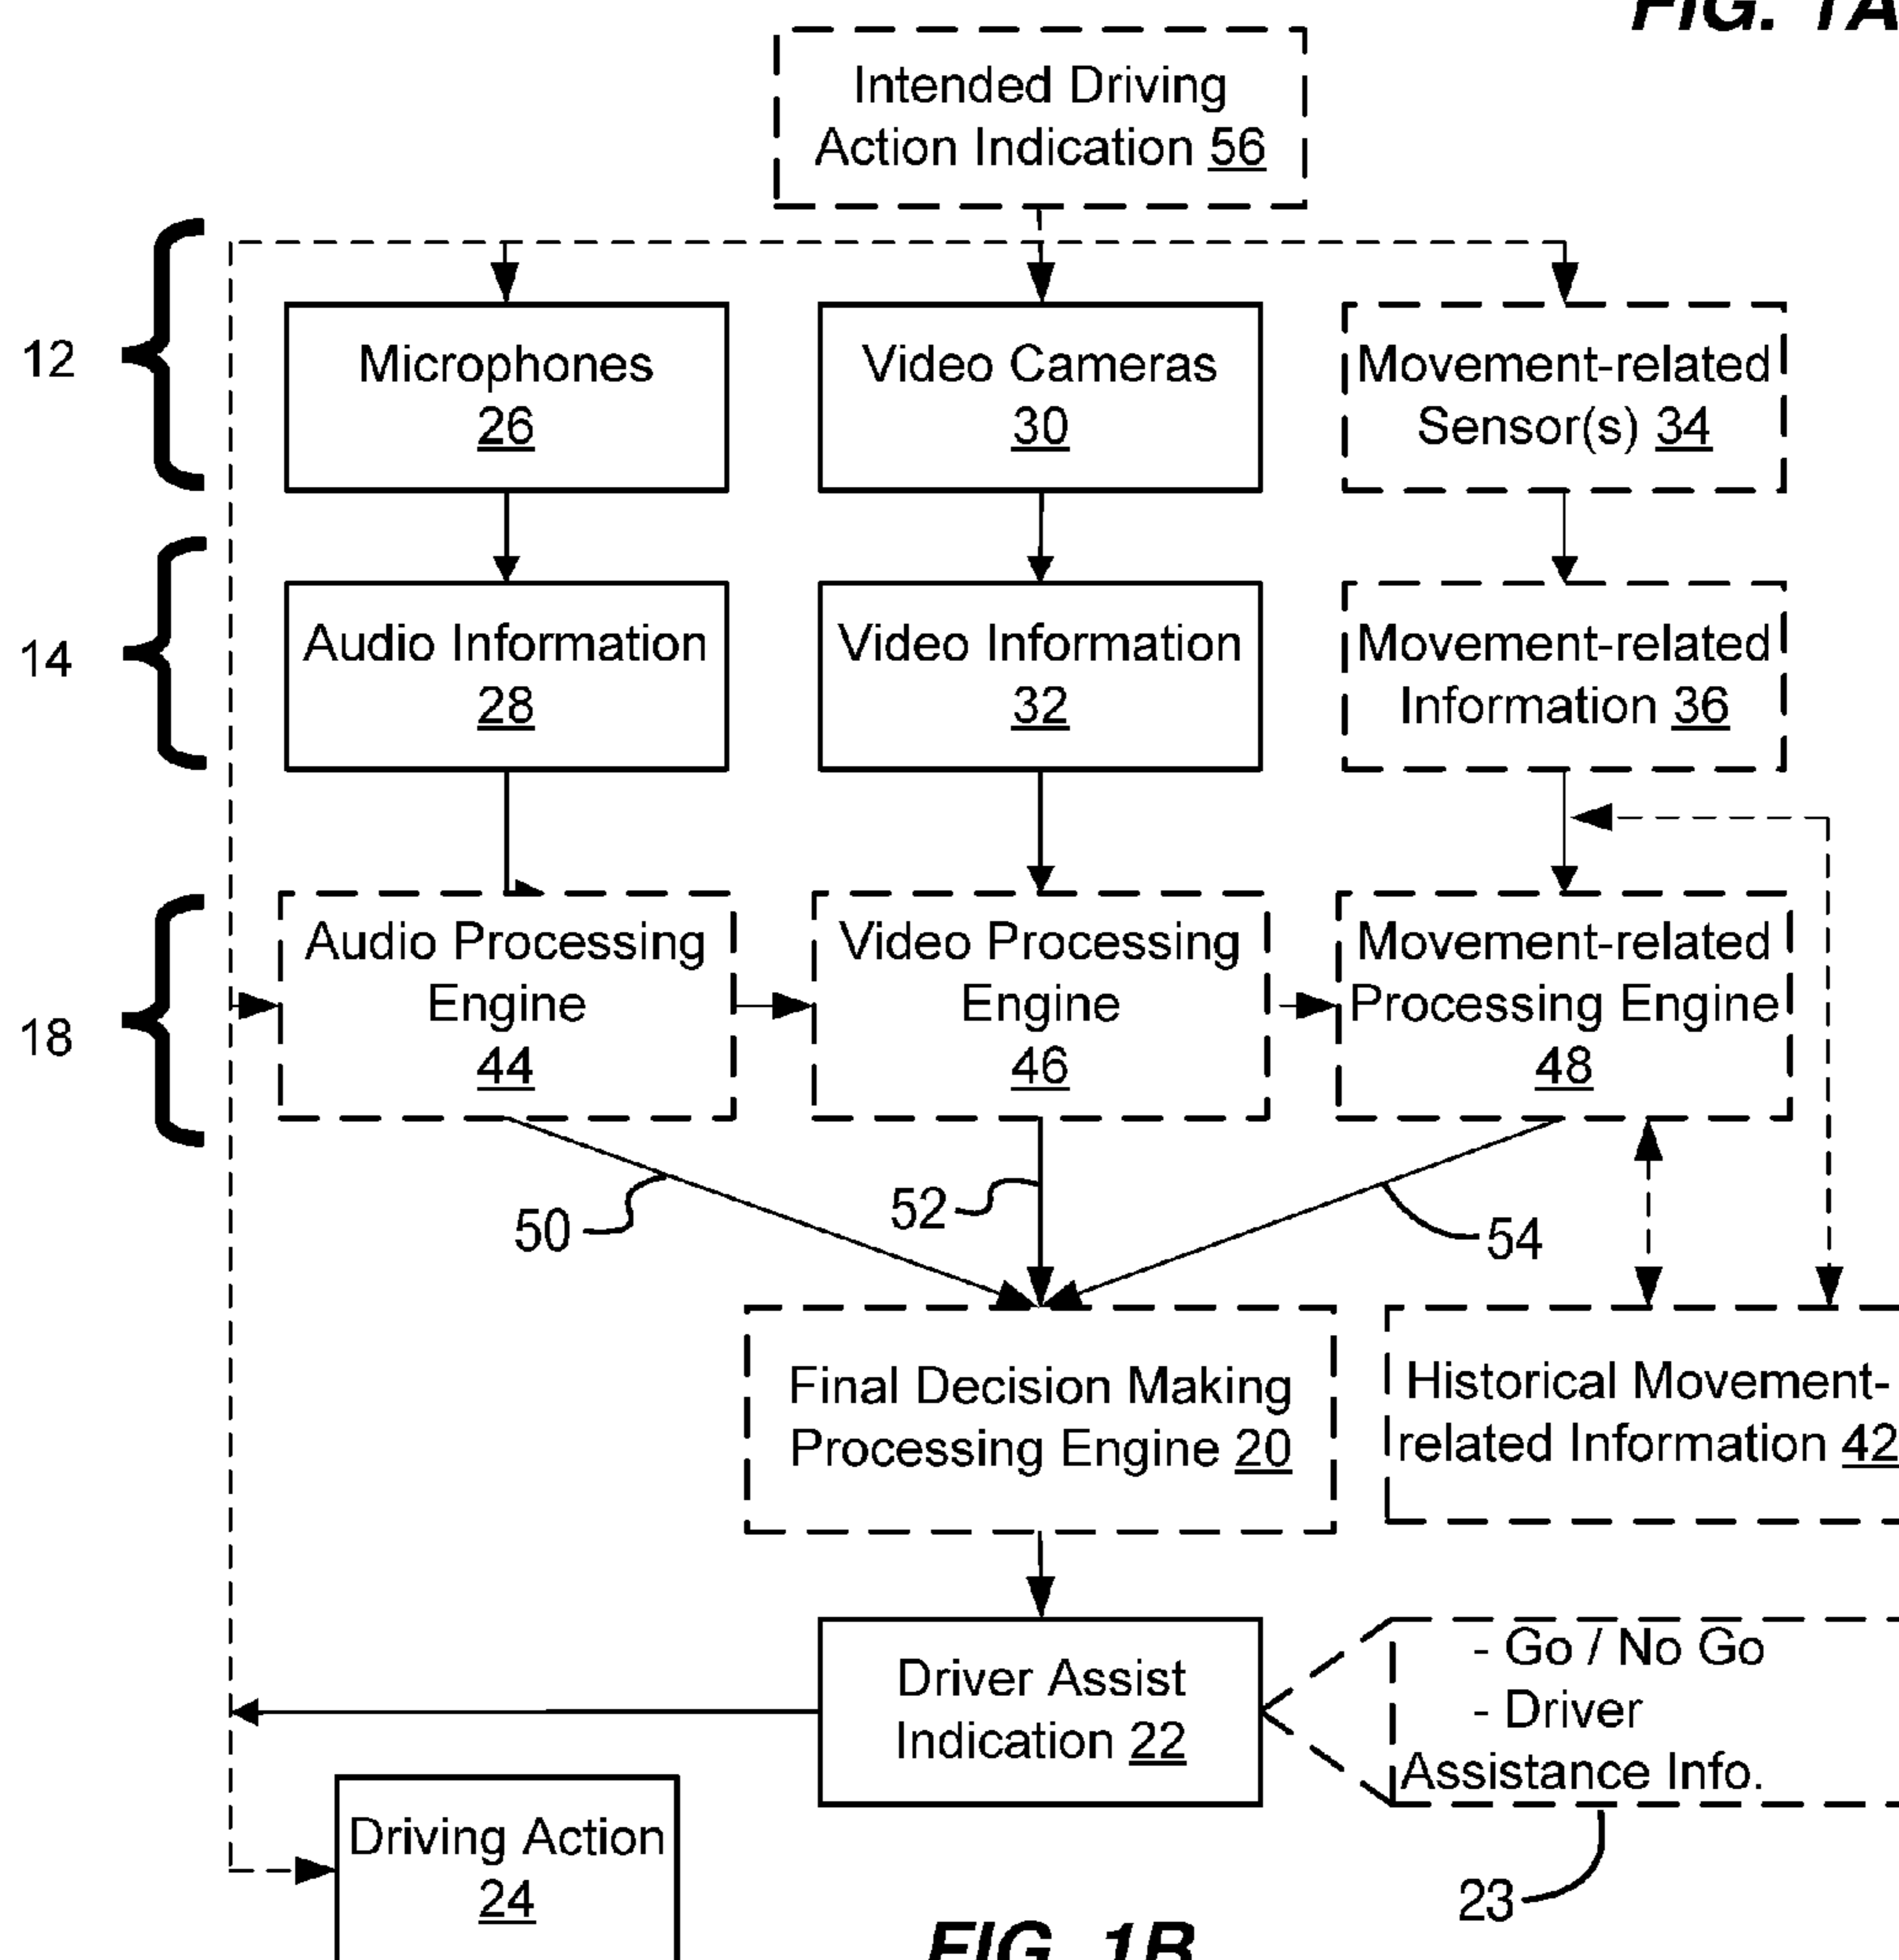 FIG. 1A
Intended Driving
Action Indication 56
12
Microphones
26
Video Cameras
30
Movement-related
Sensor(s) 34
14
Audio Information
28
Video Information
32
Movement-related
Information 36
18
Audio Processing
Engine
44
Video Processing
Engine
46
Movement-related
Processing Engine
48
50
52
54
Final Decision Making
Processing Engine 20
Historical Movement-
related Information 42
Driver Assist
Indication 22
- Go / No Go
- Driver
Assistance Info.
Driving Action
24
23
FIG. 1B